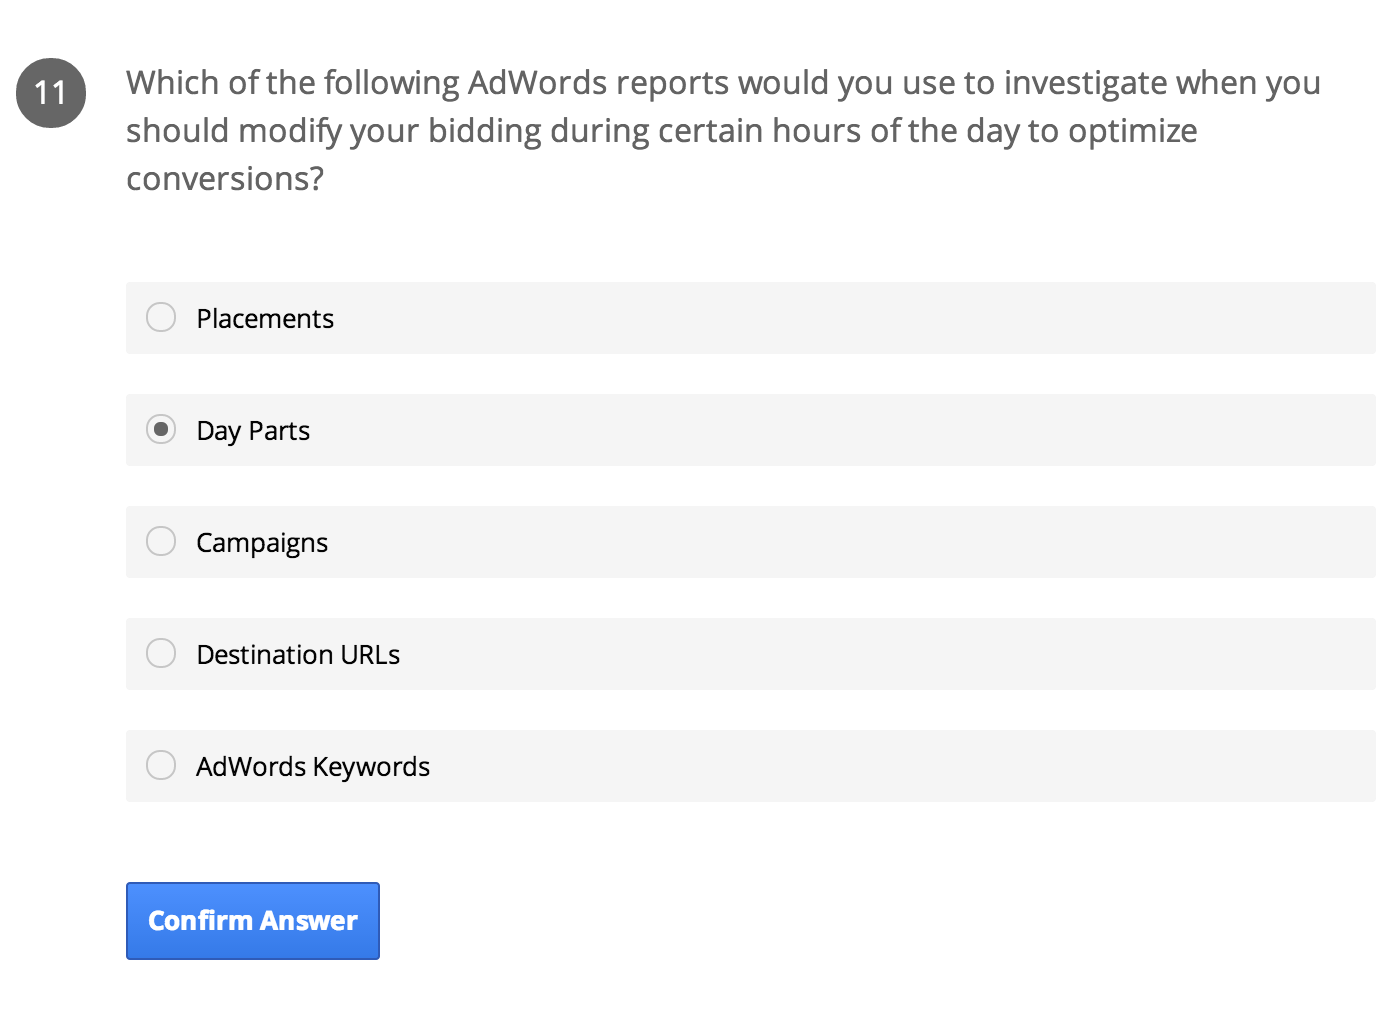 11
Which of the following AdWords reports would you use to investigate when you
should modify your bidding during certain hours of the day to optimize
conversions?
Placements
Day Parts
Campaigns
Destination URLs
AdWords Keywords
Confirm Answer